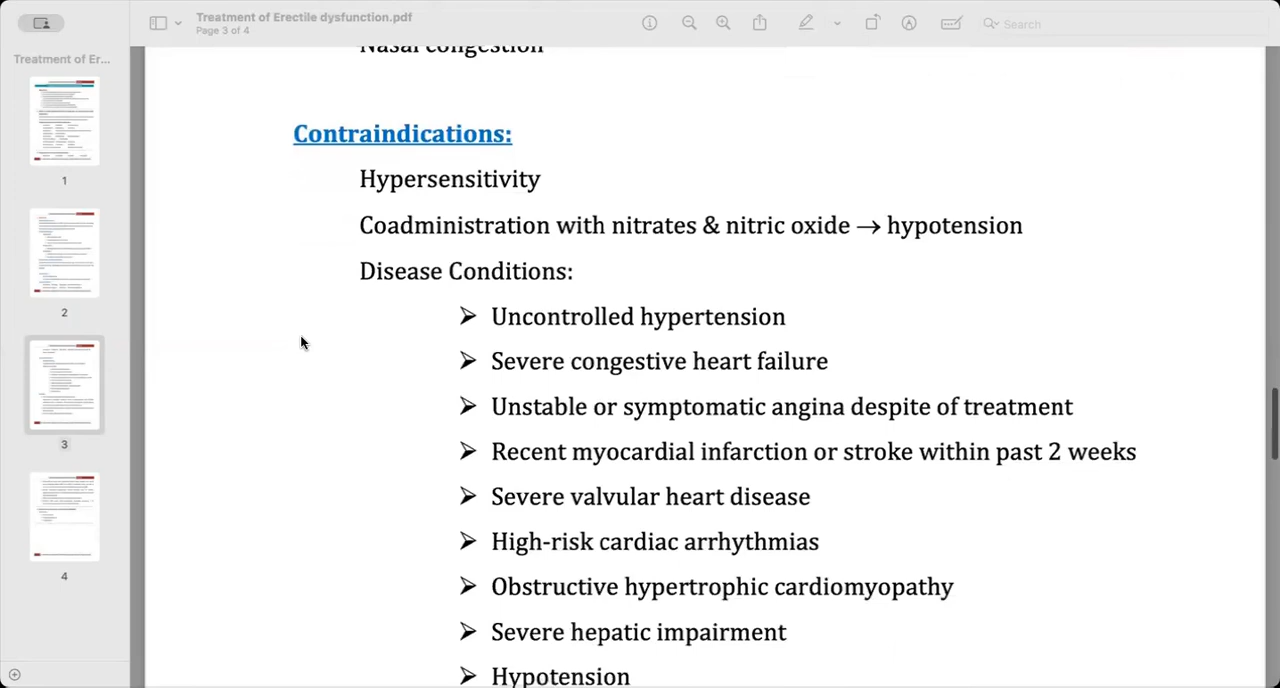 Treatment of Erectile dysfunction.pdf
Page 3 of 4
Search
Treatment of Er...
1
2
3
4
Nasal congestion
Contraindications:
Hypersensitivity
Coadministration with nitrates & nitric oxide → hypotension
Disease Conditions:
➤ Uncontrolled hypertension
➤ Severe congestive heart failure
➤ Unstable or symptomatic angina despite of treatment
➤ Recent myocardial infarction or stroke within past 2 weeks
➤ Severe valvular heart disease
➤ High-risk cardiac arrhythmias
➤ Obstructive hypertrophic cardiomyopathy
➤ Severe hepatic impairment
➤ Hypotension